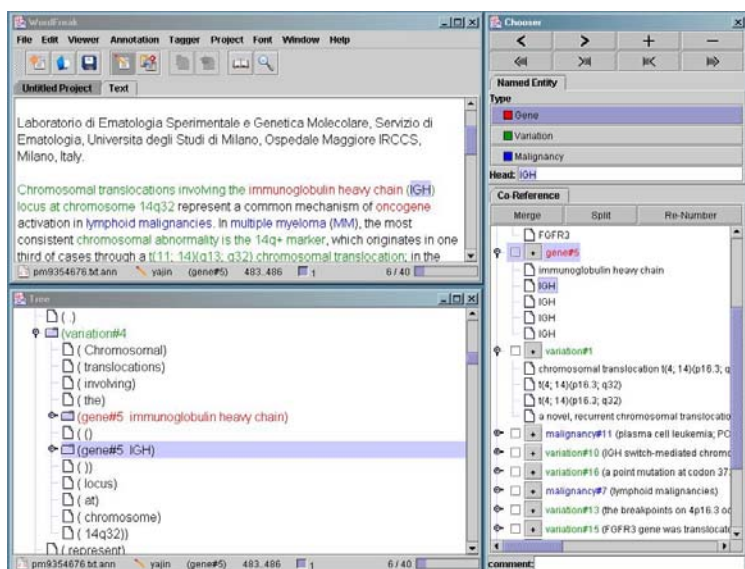 WordFreak
File Edit Viewer Annotation Tagger Project Font Window Help
Untitled Project Text
Laboratorio di Ematologia Sperimentale e Genetica Molecolare, Servizio di
Ematologia, Universita degli Studi di Milano, Ospedale Maggiore IRCCS,
Milano, Italy.
Chromosomal translocations involving the immunoglobulin heavy chain (IGH)
locus at chromosome 14q32 represent a common mechanism of oncogene
activation in lymphoid malignancies. In multiple myeloma (MM), the most
consistent chromosomal abnormality is the 14q+ marker, which originates in one
third of cases through a t(11; 14)(q13; q32) chromosomal translocation; in the
pm9354676.txt.ann yajin (gene#5) 483..486 1 6 / 40
Tree
( .)
(variation#4
( Chromosomal)
( translocations)
( involving)
( the)
(gene#5 immunoglobulin heavy chain)
( ()
(gene#5 IGH)
( ))
( locus)
( at)
( chromosome)
( 14q32))
( represent)
pm9354676.txt.ann yajin (gene#5) 483..486 1 6 / 40
Chooser
< > + −
Named Entity
Type
Gene
Variation
Malignancy
Head: IGH
Co-Reference
Merge Split Re-Number
FGFR3
+ gene#5
immunoglobulin heavy chain
IGH
IGH
IGH
IGH
+ variation#1
chromosomal translocation t(4; 14)(p16.3; q
t(4; 14)(p16.3; q32)
t(4; 14)(p16.3; q32)
a novel, recurrent chromosomal translocatio
+ malignancy#11 (plasma cell leukemia; PC
+ variation#10 (IGH switch-mediated chromo
+ variation#16 (a point mutation at codon 37
+ malignancy#7 (lymphoid malignancies)
+ variation#13 (the breakpoints on 4p16.3 oc
+ variation#15 (FGFR3 gene was translocate
comment: